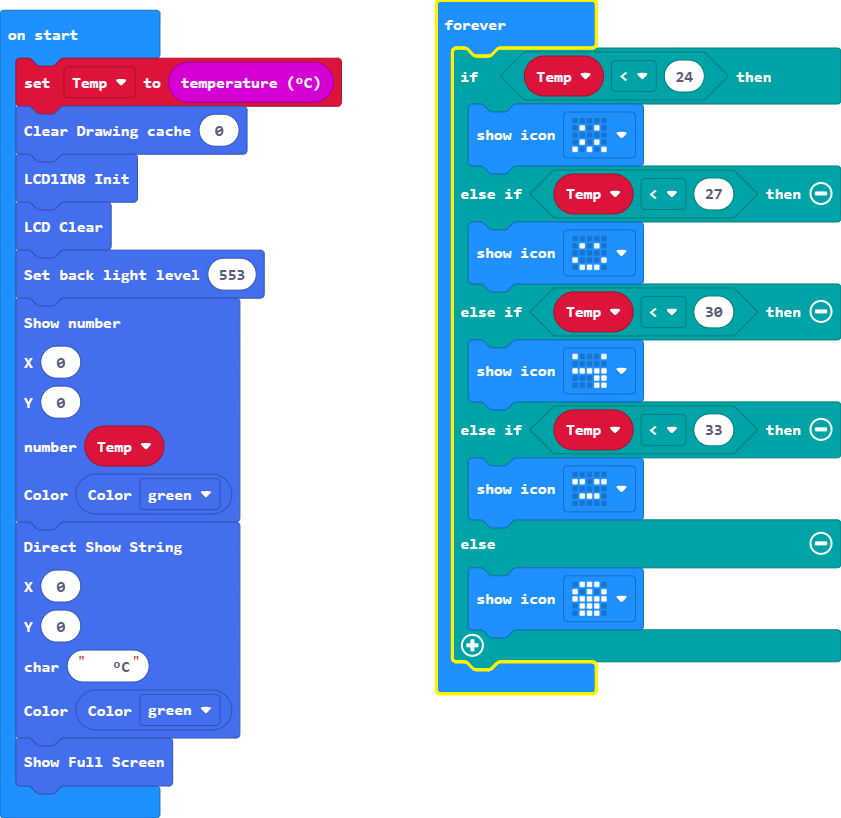 on start
set Temp to temperature (ºC)
Clear Drawing cache 0
LCD1IN8 Init
LCD Clear
Set back light level 553
Show number
X 0
Y 0
number Temp
Color Color green
Direct Show String
X 0
Y 0
char "   ºC"
Color Color green
Show Full Screen
forever
if Temp < 24 then
show icon
else if Temp < 27 then
show icon
else if Temp < 30 then
show icon
else if Temp < 33 then
show icon
else
show icon